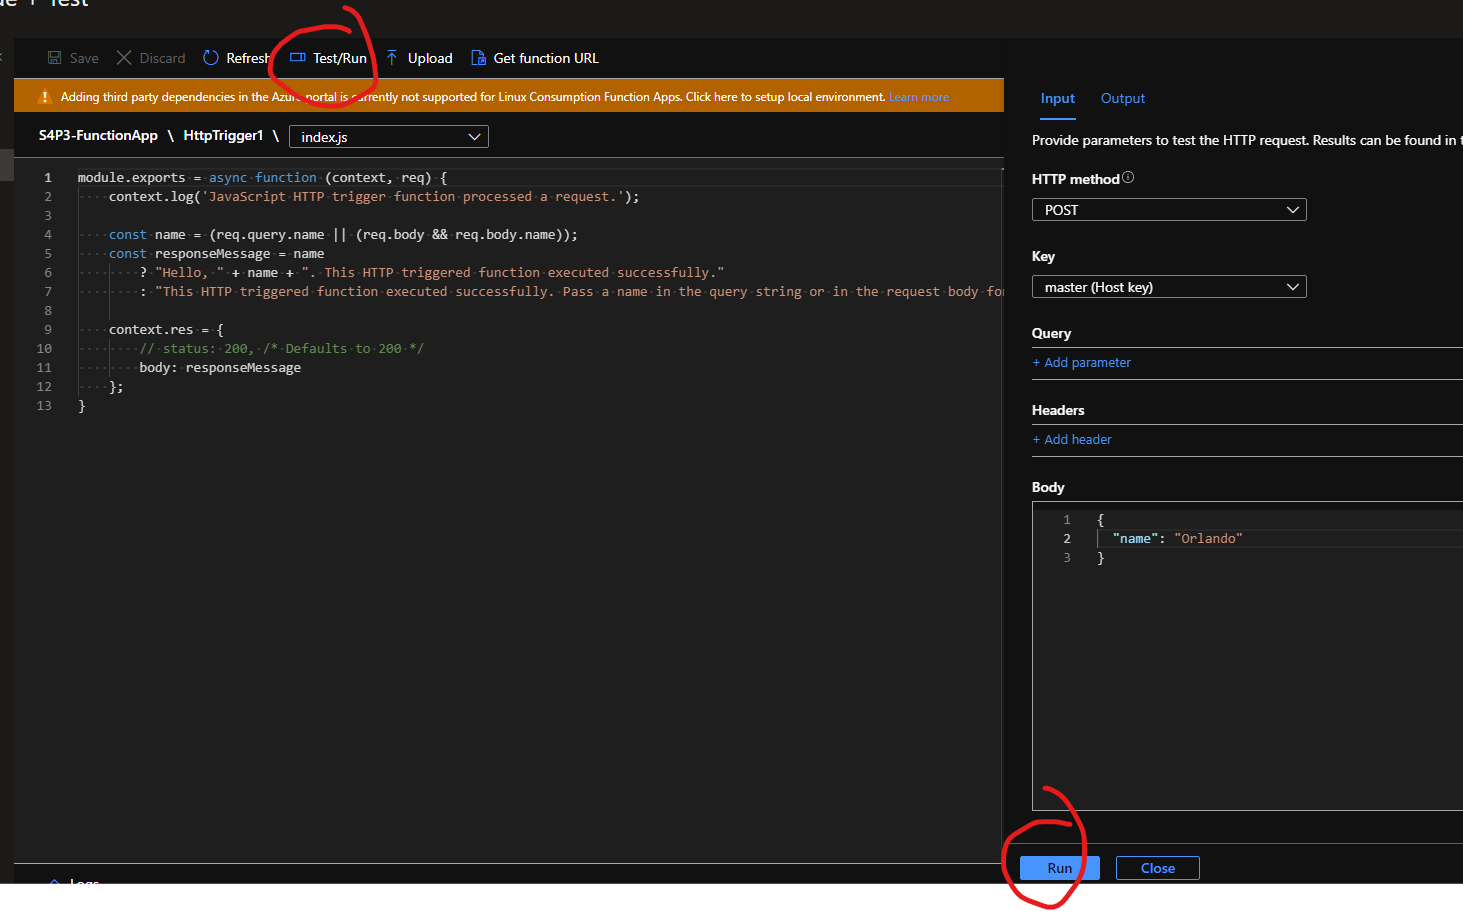 Test
Save Discard Refresh Test/Run Upload Get function URL
Adding third party dependencies in the Azure portal is currently not supported for Linux Consumption Function Apps. Click here to setup local environment. Learn more
S4P3-FunctionApp \ HttpTrigger1 \ index.js
1 module.exports = async function (context, req) {
2 context.log('JavaScript HTTP trigger function processed a request.');
3
4 const name = (req.query.name || (req.body && req.body.name));
5 const responseMessage = name
6 ? "Hello, " + name + ". This HTTP triggered function executed successfully."
7 : "This HTTP triggered function executed successfully. Pass a name in the query string or in the request body fo
8
9 context.res = {
10 // status: 200, /* Defaults to 200 */
11 body: responseMessage
12 };
13 }
Logs
Input Output
Provide parameters to test the HTTP request. Results can be found in t
HTTP method
POST
Key
master (Host key)
Query
+ Add parameter
Headers
+ Add header
Body
1 {
2 "name": "Orlando"
3 }
Run Close